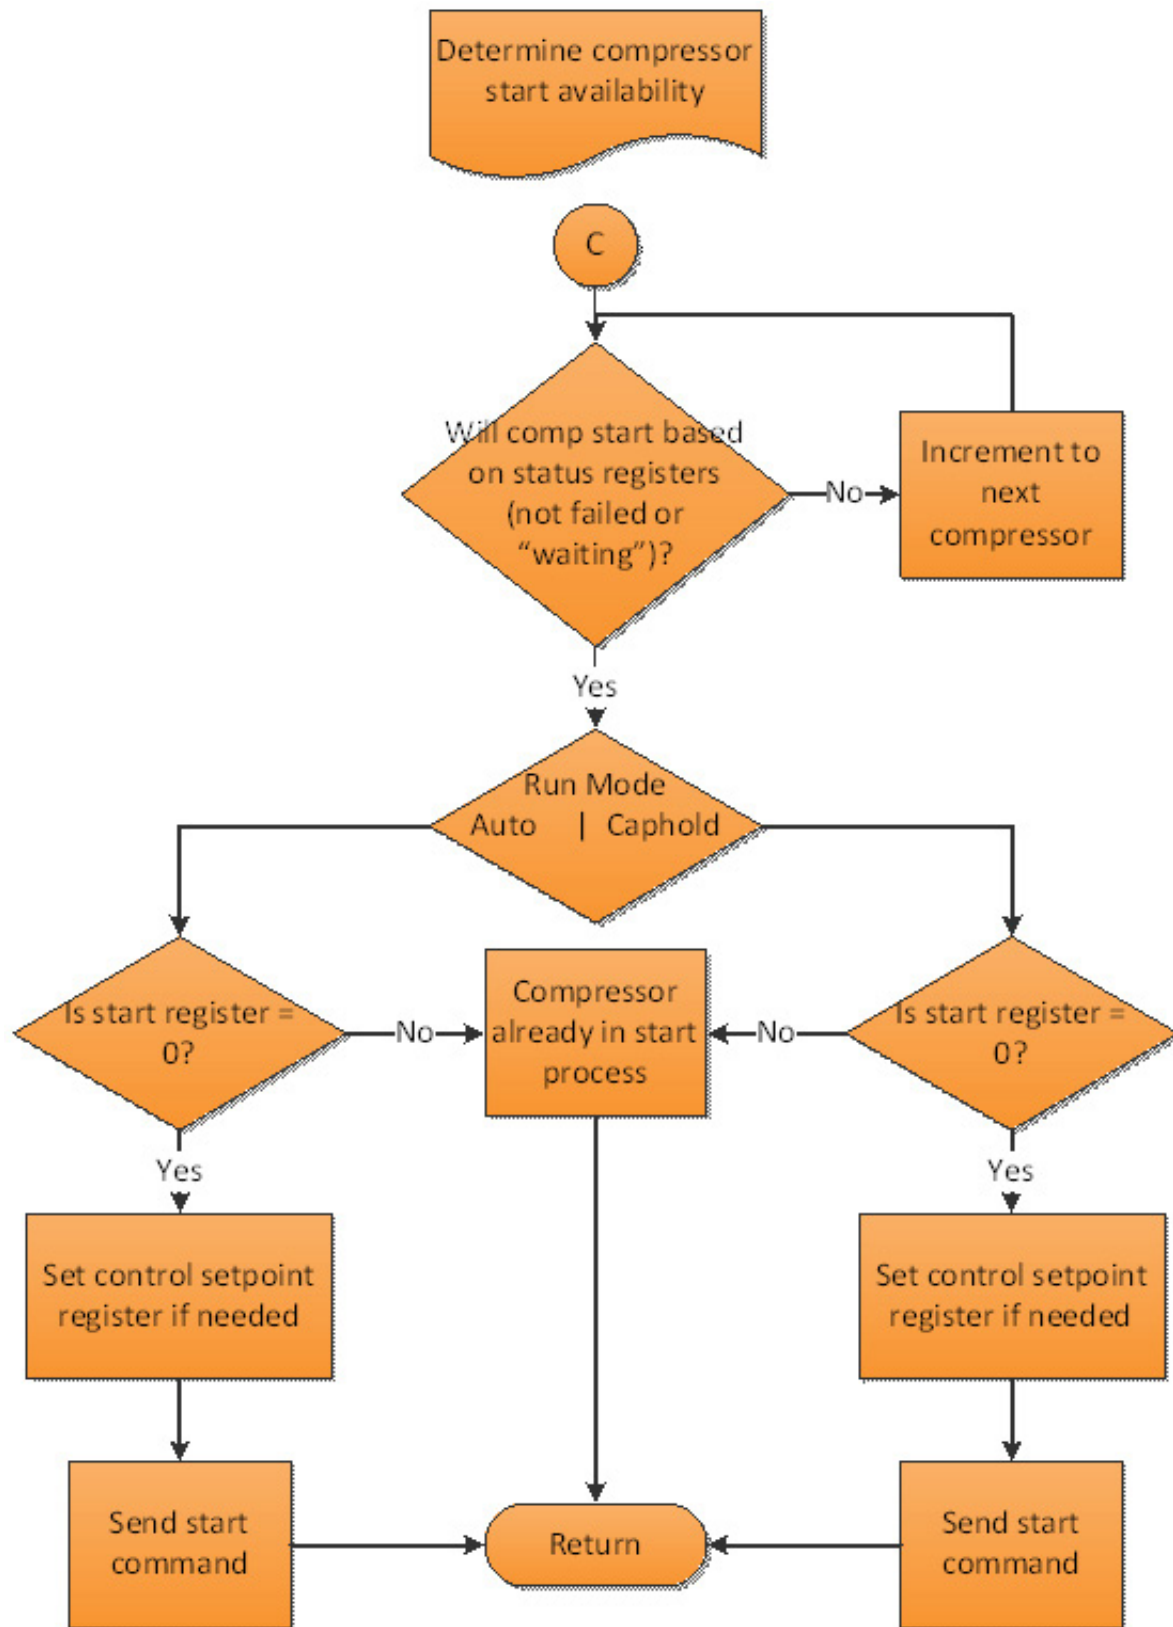 Determine compressor
start availability
C
Will comp start based
on status registers
(not failed or
“waiting”)?
No
Increment to
next
compressor
Yes
Run Mode
Auto | Caphold
Is start register =
0?
No
Compressor
already in start
process
No
Is start register =
0?
Yes
Yes
Set control setpoint
register if needed
Set control setpoint
register if needed
Send start
command
Return
Send start
command